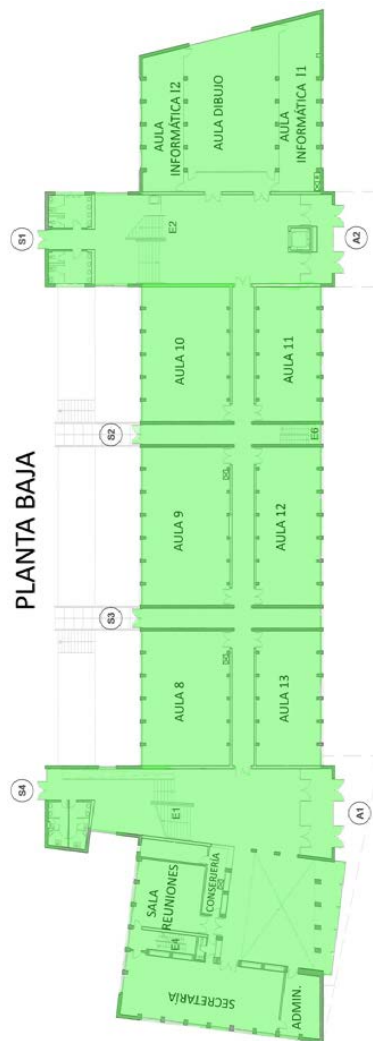 PLANTA BAJA
S4
S3
S2
S1
SECRETARÍA
ADMIN.
SALA
REUNIONES
E4
CONSERJERÍA
E1
AULA 8
AULA 9
AULA 10
AULA 13
AULA 12
AULA 11
E6
E2
AULA
INFORMÁTICA I2
AULA DIBUJO
AULA
INFORMÁTICA I1
A1
A2